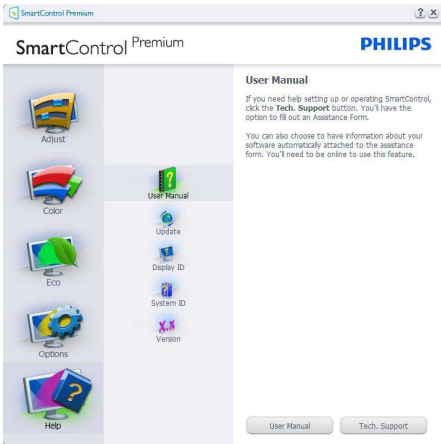 SmartControl Premium
? x
SmartControl Premium
PHILIPS
Adjust
Color
Eco
Options
Help
User Manual
Update
Display ID
System ID
X.X
Version
User Manual
If you need help setting up or operating SmartControl,
click the Tech. Support button. You'll have the
option to fill out an Assistance Form.
You can also choose to have information about your
software automatically attached to the assistance
form. You'll need to be online to use this feature.
User Manual
Tech. Support